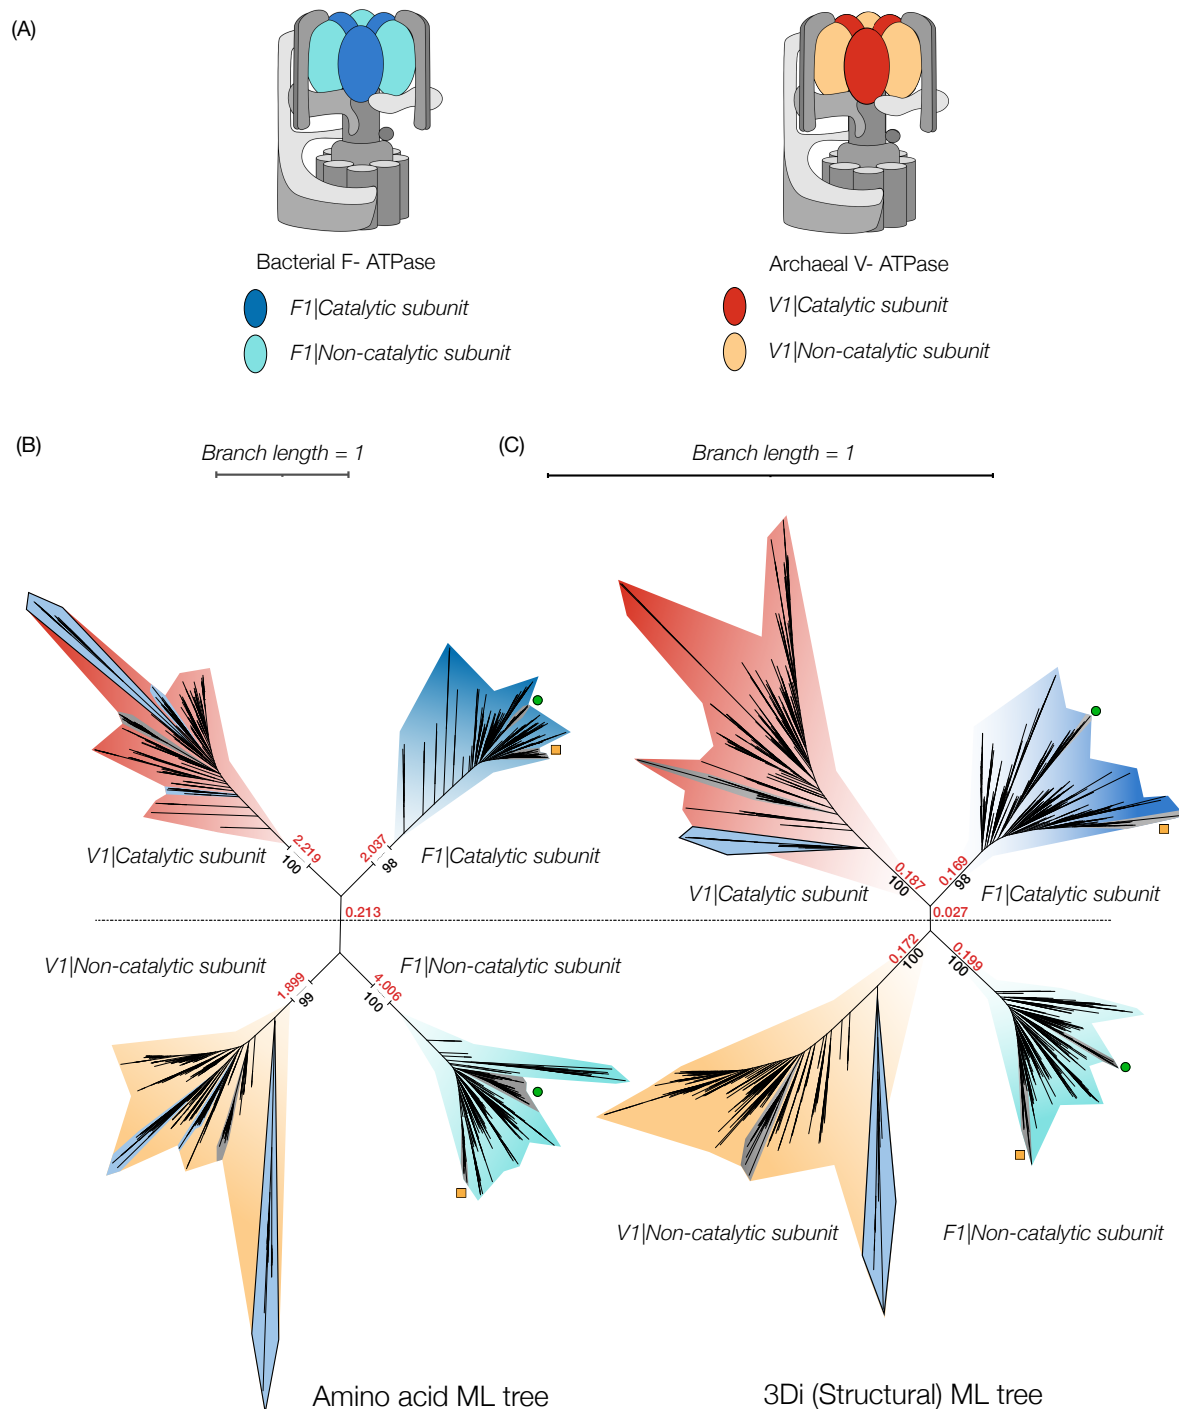 (A)
Bacterial F- ATPase
F1|Catalytic subunit
F1|Non-catalytic subunit
Archaeal V- ATPase
V1|Catalytic subunit
V1|Non-catalytic subunit
(B)
Branch length = 1
V1|Catalytic subunit
2.219
100
2.037
98
F1|Catalytic subunit
0.213
V1|Non-catalytic subunit
1.899
99
F1|Non-catalytic subunit
4.006
100
Amino acid ML tree
(C)
Branch length = 1
V1|Catalytic subunit
0.187
100
0.169
98
F1|Catalytic subunit
0.027
0.172
100
0.199
100
V1|Non-catalytic subunit
F1|Non-catalytic subunit
3Di (Structural) ML tree